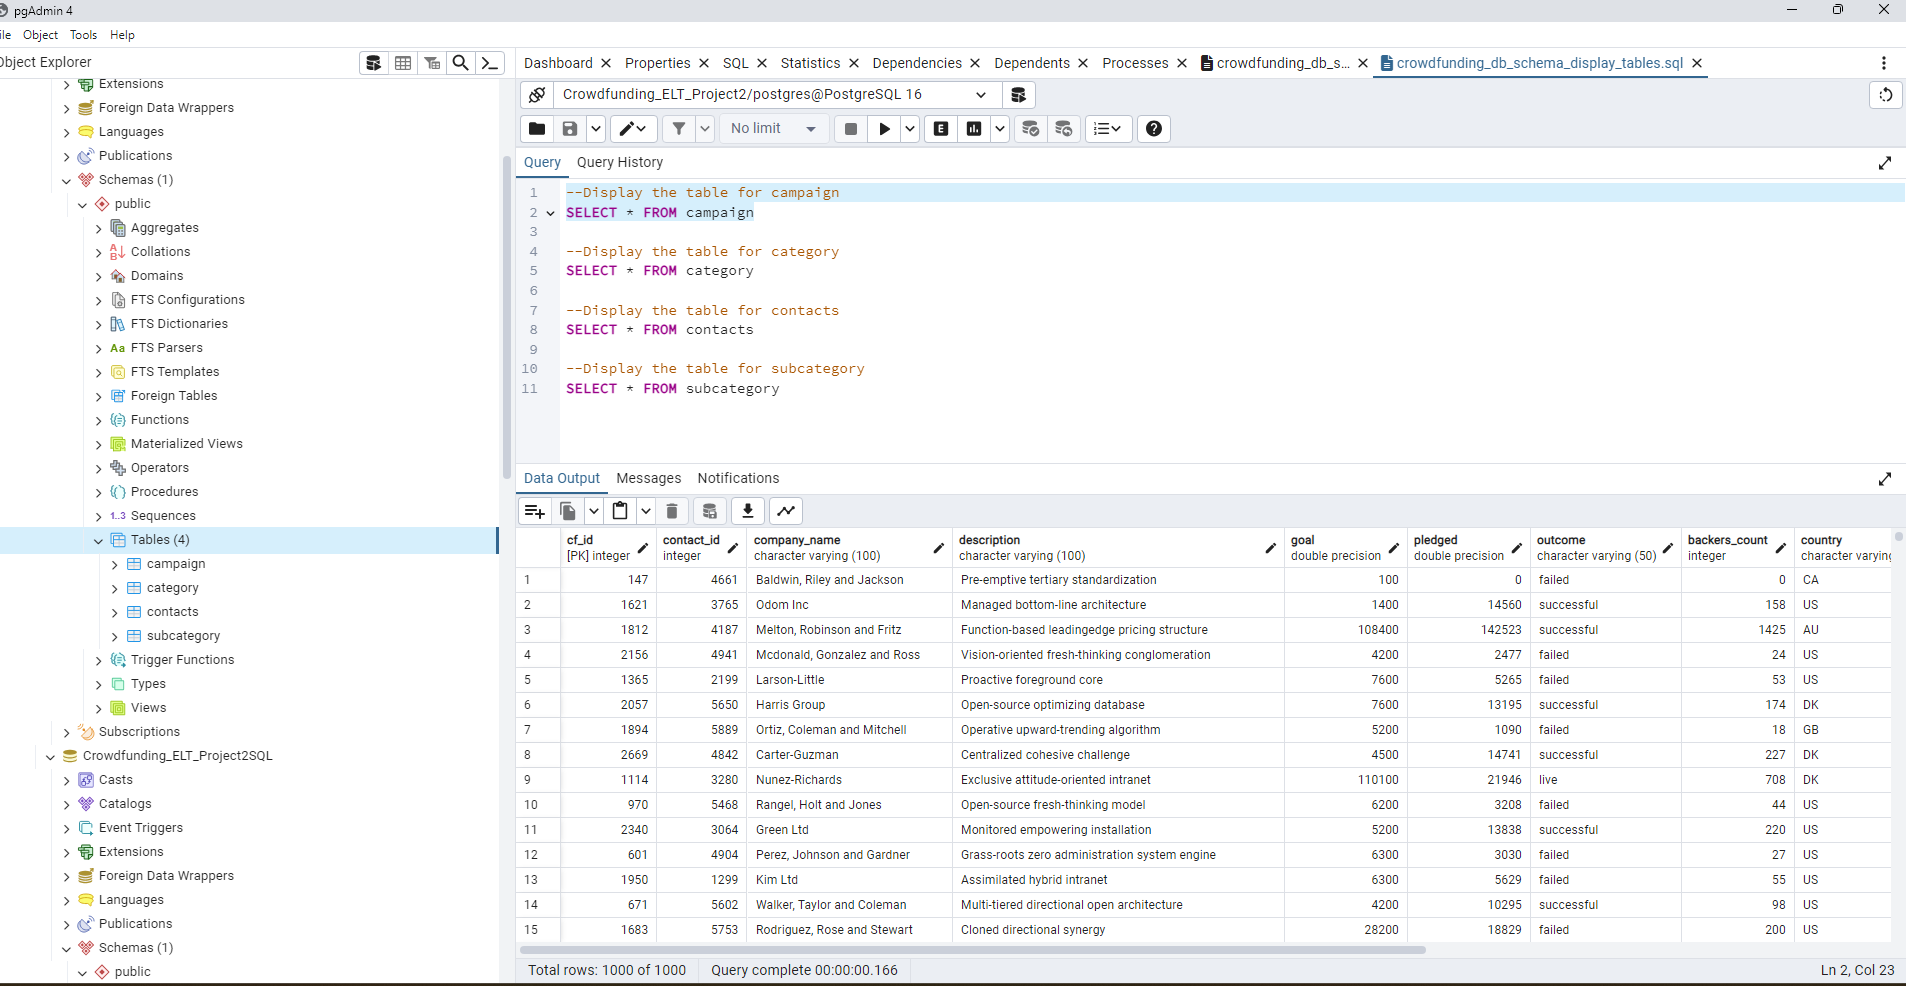 pgAdmin 4
ile Object Tools Help
Object Explorer
Extensions
Foreign Data Wrappers
Languages
Publications
Schemas (1)
public
Aggregates
Collations
Domains
FTS Configurations
FTS Dictionaries
Aa FTS Parsers
FTS Templates
Foreign Tables
Functions
Materialized Views
Operators
Procedures
1..3 Sequences
Tables (4)
campaign
category
contacts
subcategory
Trigger Functions
Types
Views
Subscriptions
Crowdfunding_ELT_Project2SQL
Casts
Catalogs
Event Triggers
Extensions
Foreign Data Wrappers
Languages
Publications
Schemas (1)
public
Dashboard Properties SQL Statistics Dependencies Dependents Processes crowdfunding_db_s... crowdfunding_db_schema_display_tables.sql
Crowdfunding_ELT_Project2/postgres@PostgreSQL 16
No limit E
Query Query History
1 --Display the table for campaign
2 SELECT * FROM campaign
3
4 --Display the table for category
5 SELECT * FROM category
6
7 --Display the table for contacts
8 SELECT * FROM contacts
9
10 --Display the table for subcategory
11 SELECT * FROM subcategory
Data Output Messages Notifications
cf_id contact_id company_name description goal pledged outcome backers_count country
[PK] integer integer character varying (100) character varying (100) double precision double precision character varying (50) integer character varying
1 147 4661 Baldwin, Riley and Jackson Pre-emptive tertiary standardization 100 0 failed 0 CA
2 1621 3765 Odom Inc Managed bottom-line architecture 1400 14560 successful 158 US
3 1812 4187 Melton, Robinson and Fritz Function-based leadingedge pricing structure 108400 142523 successful 1425 AU
4 2156 4941 Mcdonald, Gonzalez and Ross Vision-oriented fresh-thinking conglomeration 4200 2477 failed 24 US
5 1365 2199 Larson-Little Proactive foreground core 7600 5265 failed 53 US
6 2057 5650 Harris Group Open-source optimizing database 7600 13195 successful 174 DK
7 1894 5889 Ortiz, Coleman and Mitchell Operative upward-trending algorithm 5200 1090 failed 18 GB
8 2669 4842 Carter-Guzman Centralized cohesive challenge 4500 14741 successful 227 DK
9 1114 3280 Nunez-Richards Exclusive attitude-oriented intranet 110100 21946 live 708 DK
10 970 5468 Rangel, Holt and Jones Open-source fresh-thinking model 6200 3208 failed 44 US
11 2340 3064 Green Ltd Monitored empowering installation 5200 13838 successful 220 US
12 601 4904 Perez, Johnson and Gardner Grass-roots zero administration system engine 6300 3030 failed 27 US
13 1950 1299 Kim Ltd Assimilated hybrid intranet 6300 5629 failed 55 US
14 671 5602 Walker, Taylor and Coleman Multi-tiered directional open architecture 4200 10295 successful 98 US
15 1683 5753 Rodriguez, Rose and Stewart Cloned directional synergy 28200 18829 failed 200 US
Total rows: 1000 of 1000 Query complete 00:00:00.166 Ln 2, Col 23